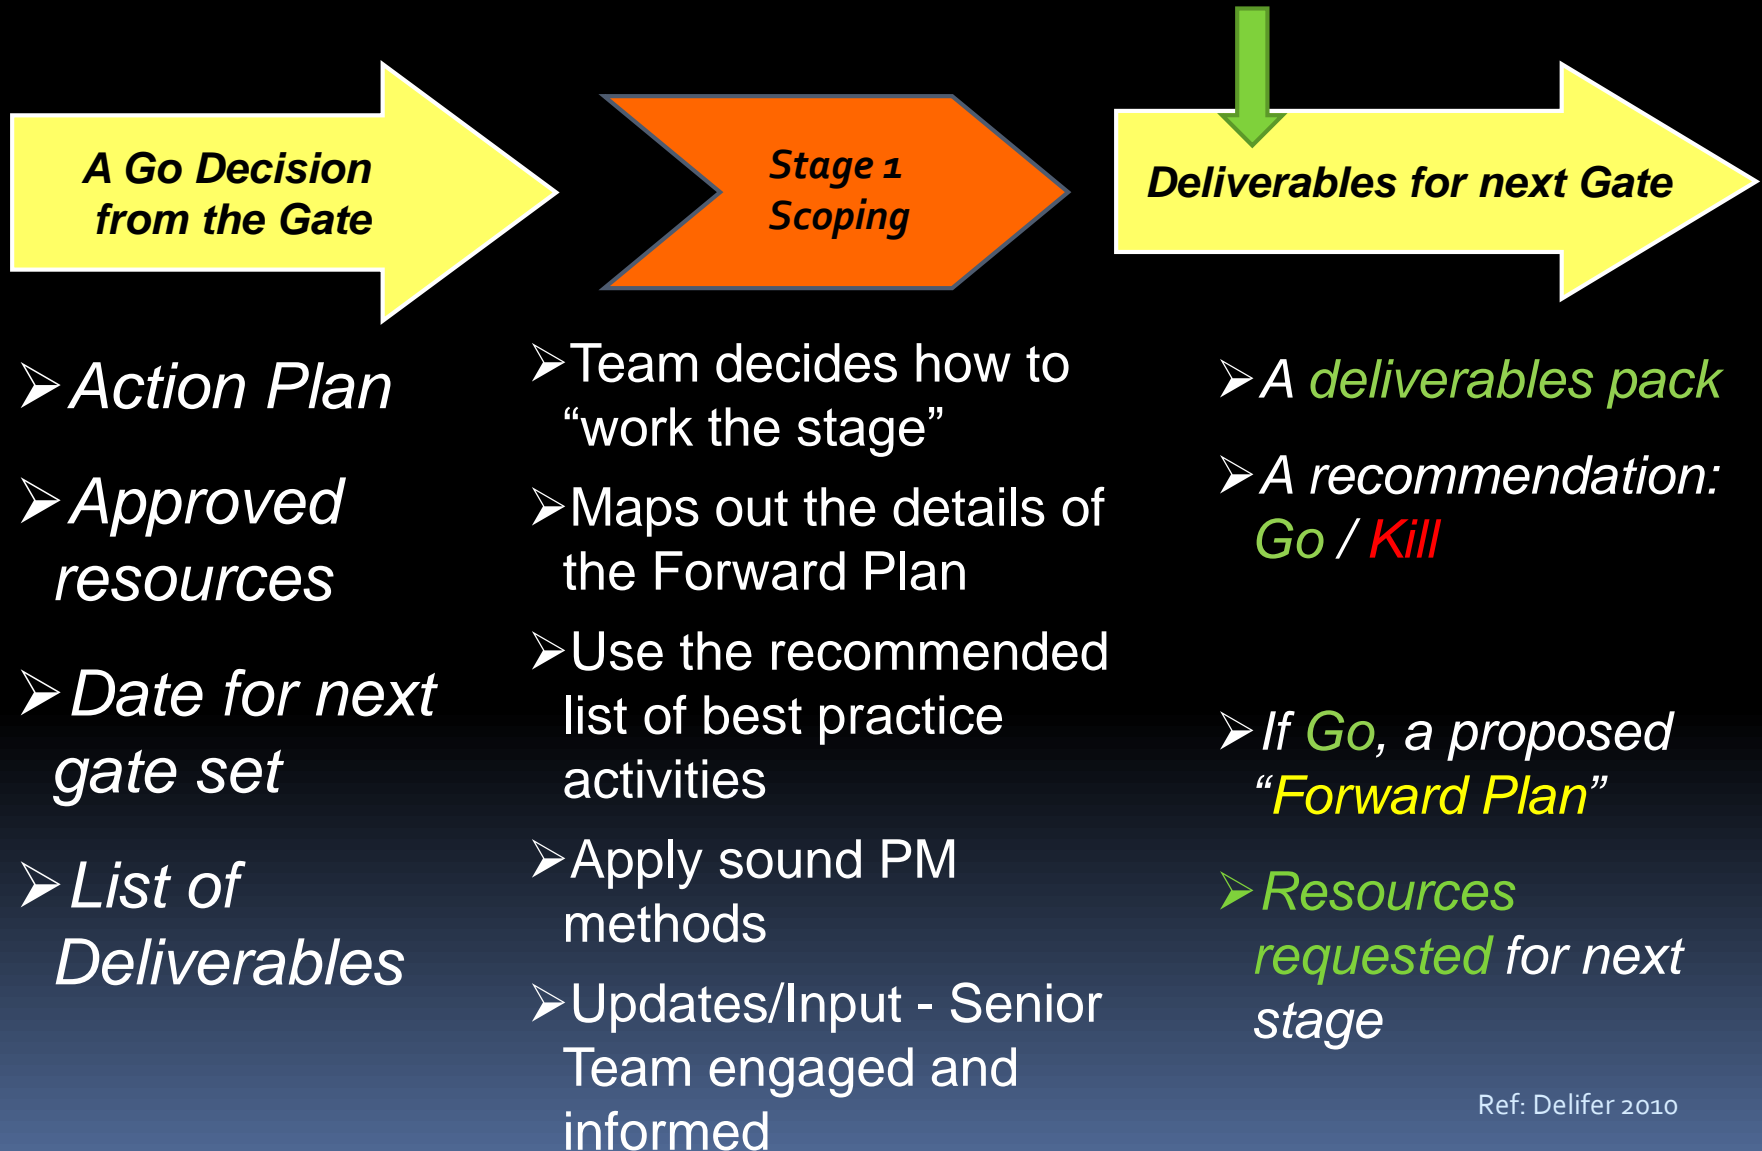 A Go Decision
from the Gate
Stage 1
Scoping
Deliverables for next Gate
➢Action Plan
➢Approved
resources
➢Date for next
gate set
➢List of
Deliverables
➢Team decides how to
“work the stage”
➢Maps out the details of
the Forward Plan
➢Use the recommended
list of best practice
activities
➢Apply sound PM
methods
➢Updates/Input - Senior
Team engaged and
informed
➢A deliverables pack
➢A recommendation:
Go / Kill
➢If Go, a proposed
“Forward Plan”
➢Resources
requested for next
stage
Ref: Delifer 2010